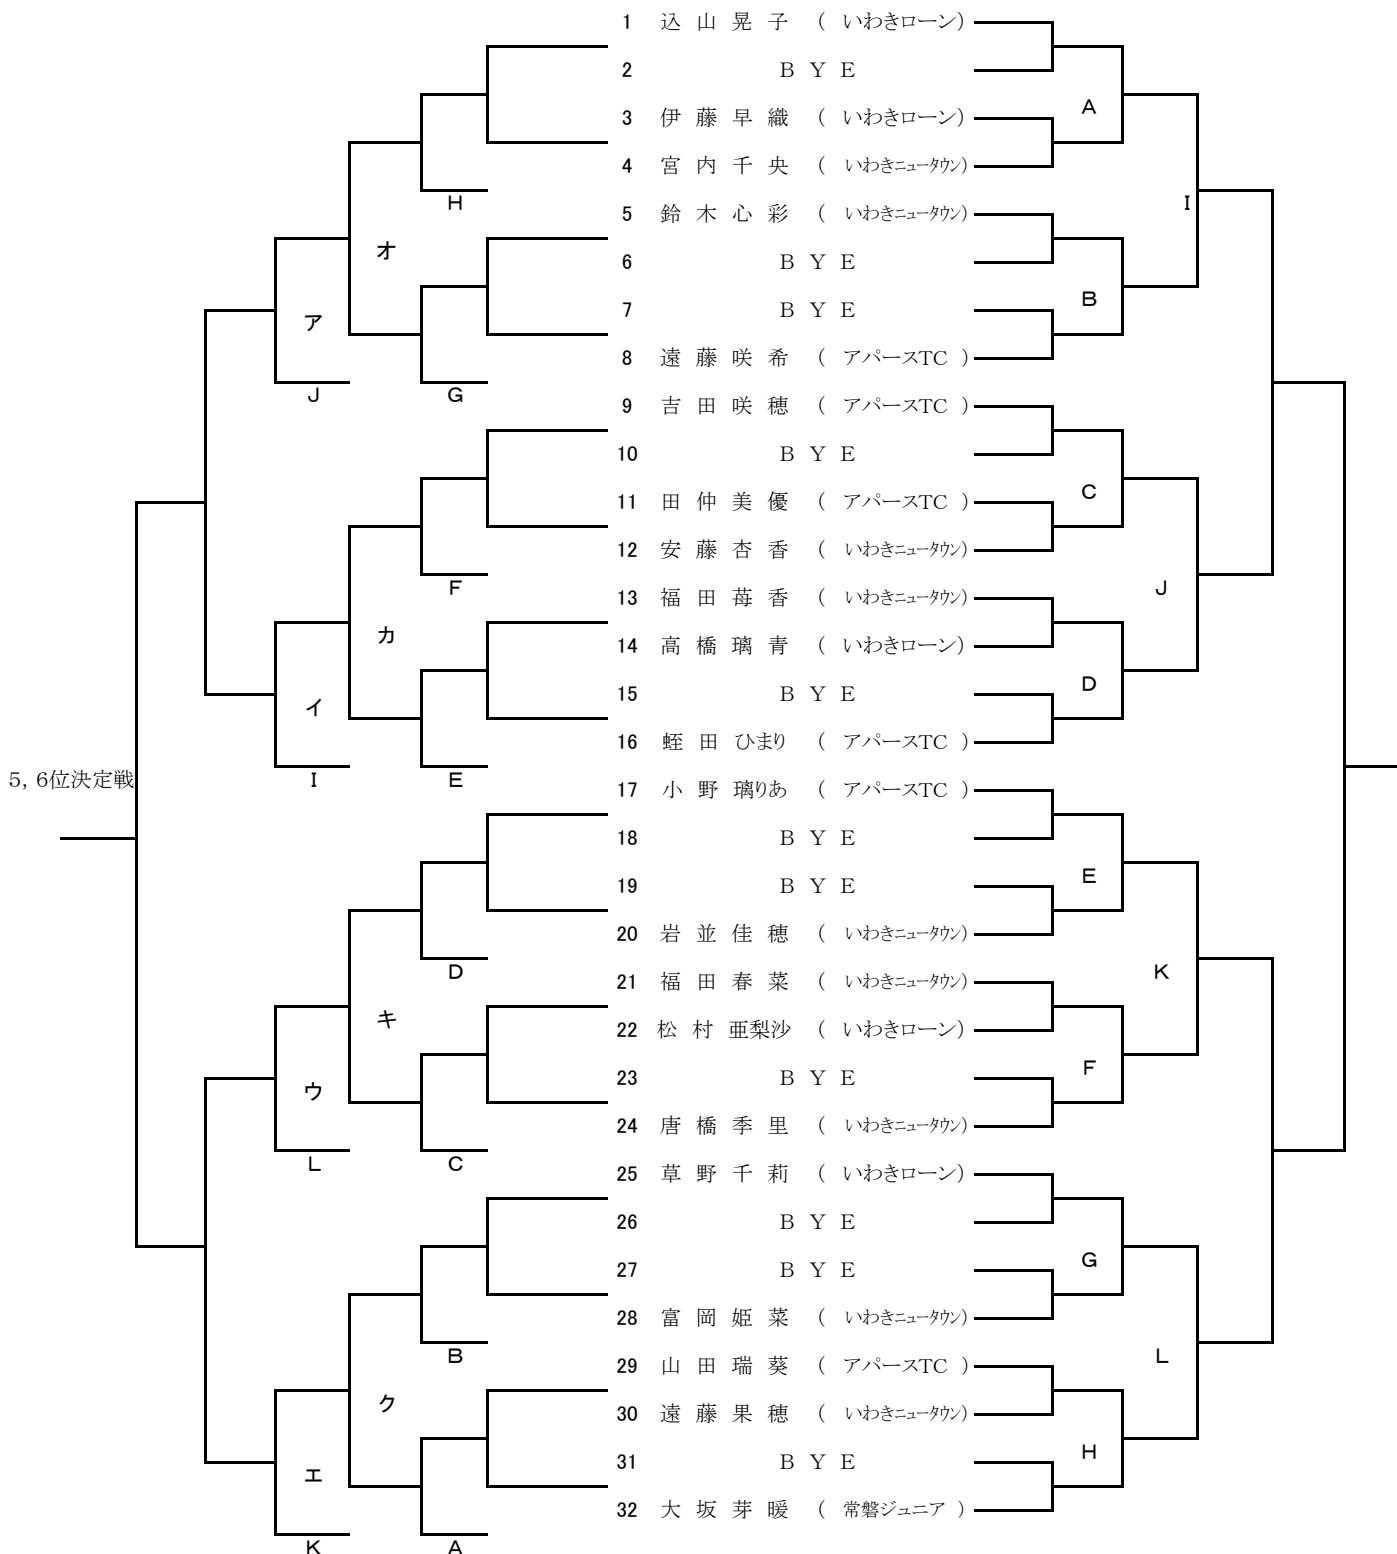 1 込山晃子 ( いわきローン)
2 BYE
A
3 伊藤早織 ( いわきローン)
4 宮内千央 ( いわきニュータウン)
H
I
5 鈴木心彩 ( いわきニュータウン)
オ
6 BYE
B
7 BYE
ア
8 遠藤咲希 ( アパースTC )
J
G
9 吉田咲穂 ( アパースTC )
10 BYE
C
11 田仲美優 ( アパースTC )
12 安藤杏香 ( いわきニュータウン)
F
J
13 福田苺香 ( いわきニュータウン)
カ
14 高橋璃青 ( いわきローン)
15 BYE
D
イ
16 蛭田ひまり ( アパースTC )
I
E
5,6位決定戦
17 小野璃りあ ( アパースTC )
18 BYE
E
19 BYE
20 岩並佳穂 ( いわきニュータウン)
D
K
21 福田春菜 ( いわきニュータウン)
キ
22 松村亜梨沙 ( いわきローン)
F
23 BYE
ウ
24 唐橋季里 ( いわきニュータウン)
L
C
25 草野千莉 ( いわきローン)
26 BYE
G
27 BYE
28 富岡姫菜 ( いわきニュータウン)
B
L
29 山田瑞葵 ( アパースTC )
ク
30 遠藤果穂 ( いわきニュータウン)
H
31 BYE
エ
32 大坂芽暖 ( 常磐ジュニア )
K
A